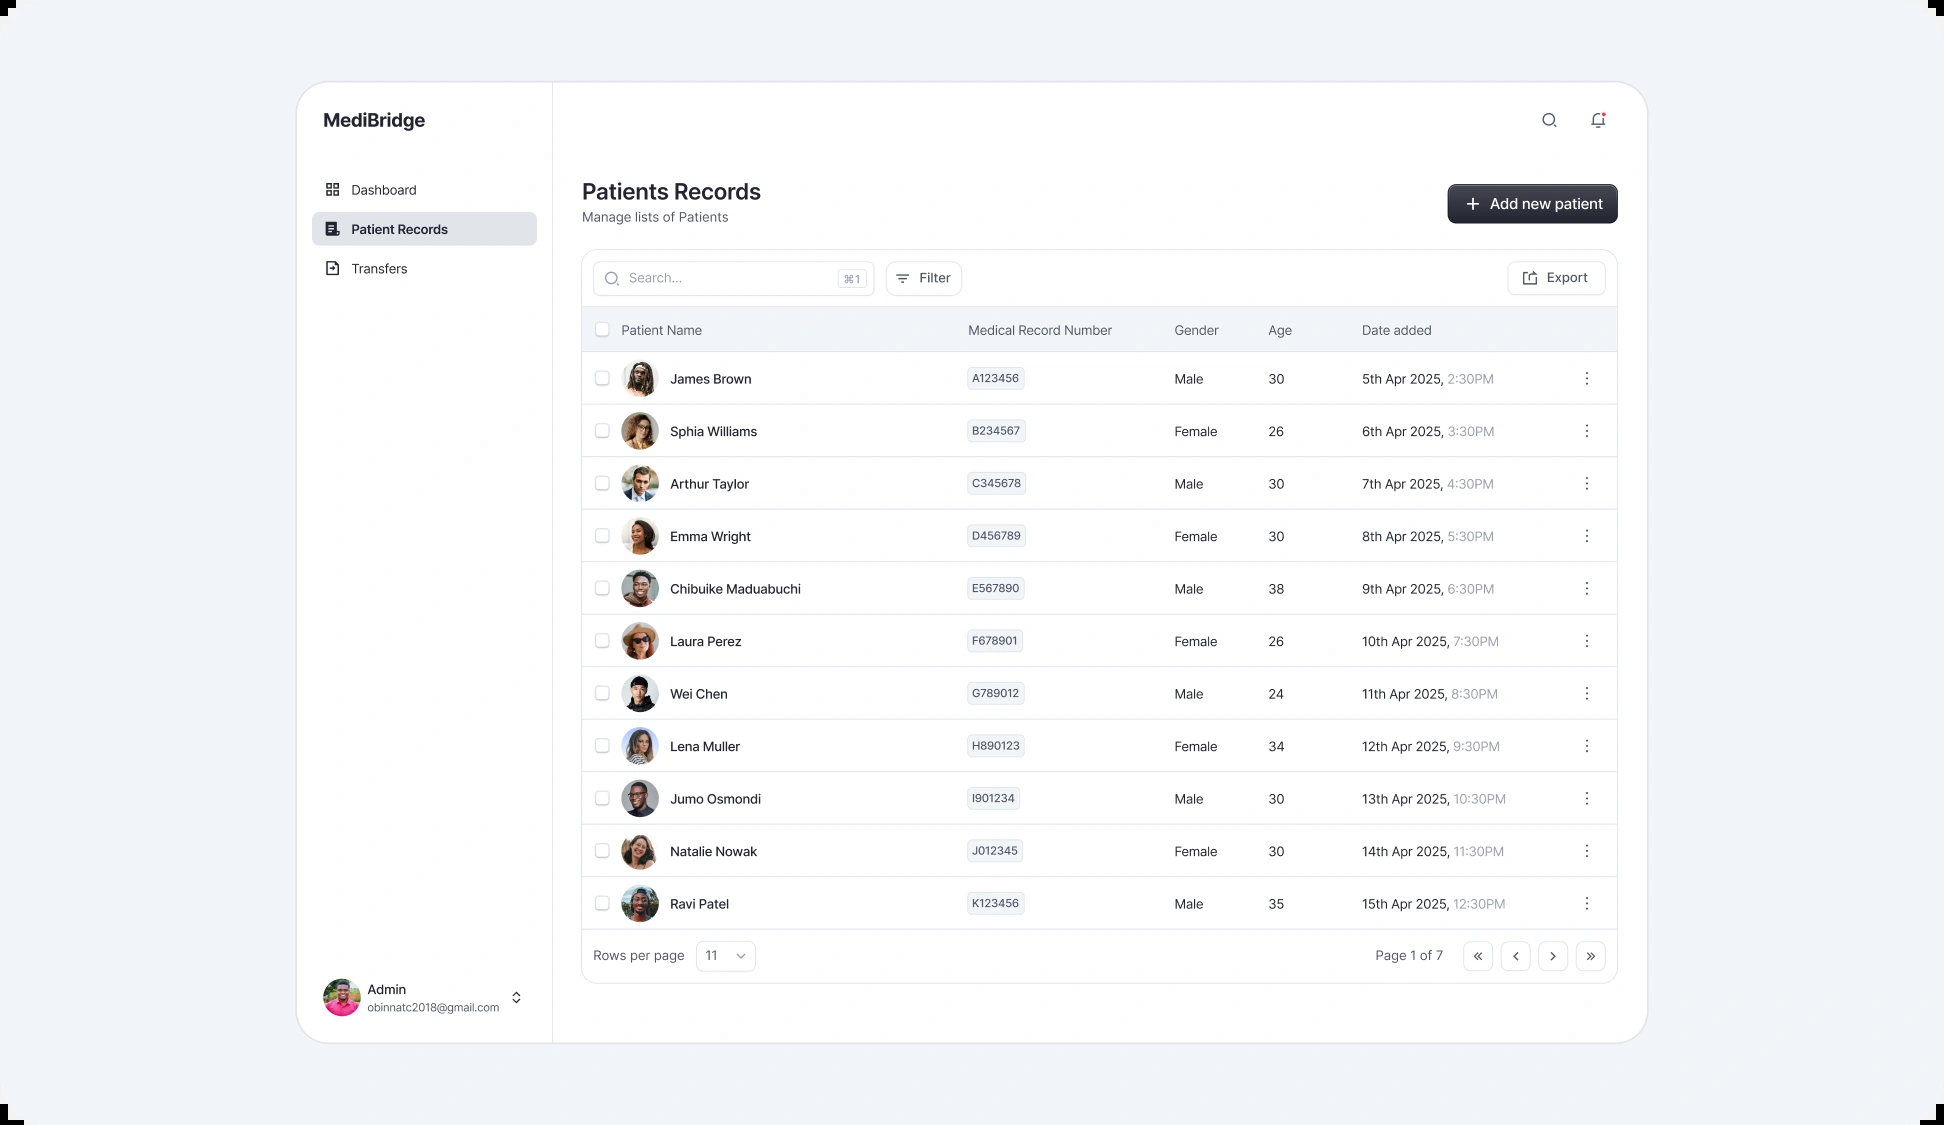 MediBridge
Dashboard
Patient Records
Transfers
Patients Records
Manage lists of Patients
Add new patient
Search... ⌘1 Filter Export
Patient Name Medical Record Number Gender Age Date added
James Brown A123456 Male 30 5th Apr 2025, 2:30PM
Sphia Williams B234567 Female 26 6th Apr 2025, 3:30PM
Arthur Taylor C345678 Male 30 7th Apr 2025, 4:30PM
Emma Wright D456789 Female 30 8th Apr 2025, 5:30PM
Chibuike Maduabuchi E567890 Male 38 9th Apr 2025, 6:30PM
Laura Perez F678901 Female 26 10th Apr 2025, 7:30PM
Wei Chen G789012 Male 24 11th Apr 2025, 8:30PM
Lena Muller H890123 Female 34 12th Apr 2025, 9:30PM
Jumo Osmondi I901234 Male 30 13th Apr 2025, 10:30PM
Natalie Nowak J012345 Female 30 14th Apr 2025, 11:30PM
Ravi Patel K123456 Male 35 15th Apr 2025, 12:30PM
Rows per page 11 Page 1 of 7
Admin
obinnatc2018@gmail.com